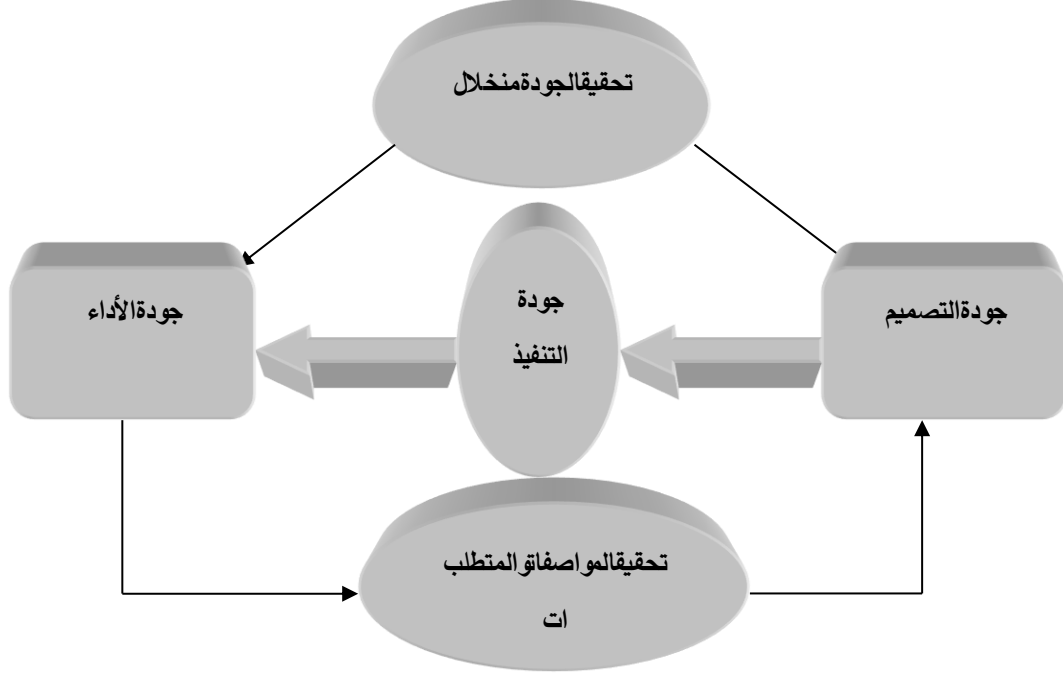 تحقيقالجودةمنخلال
جودةالتصميم
جودة
التنفيذ
جودةالأداء
تحقيقالمواصفاتوالمتطلب
ات